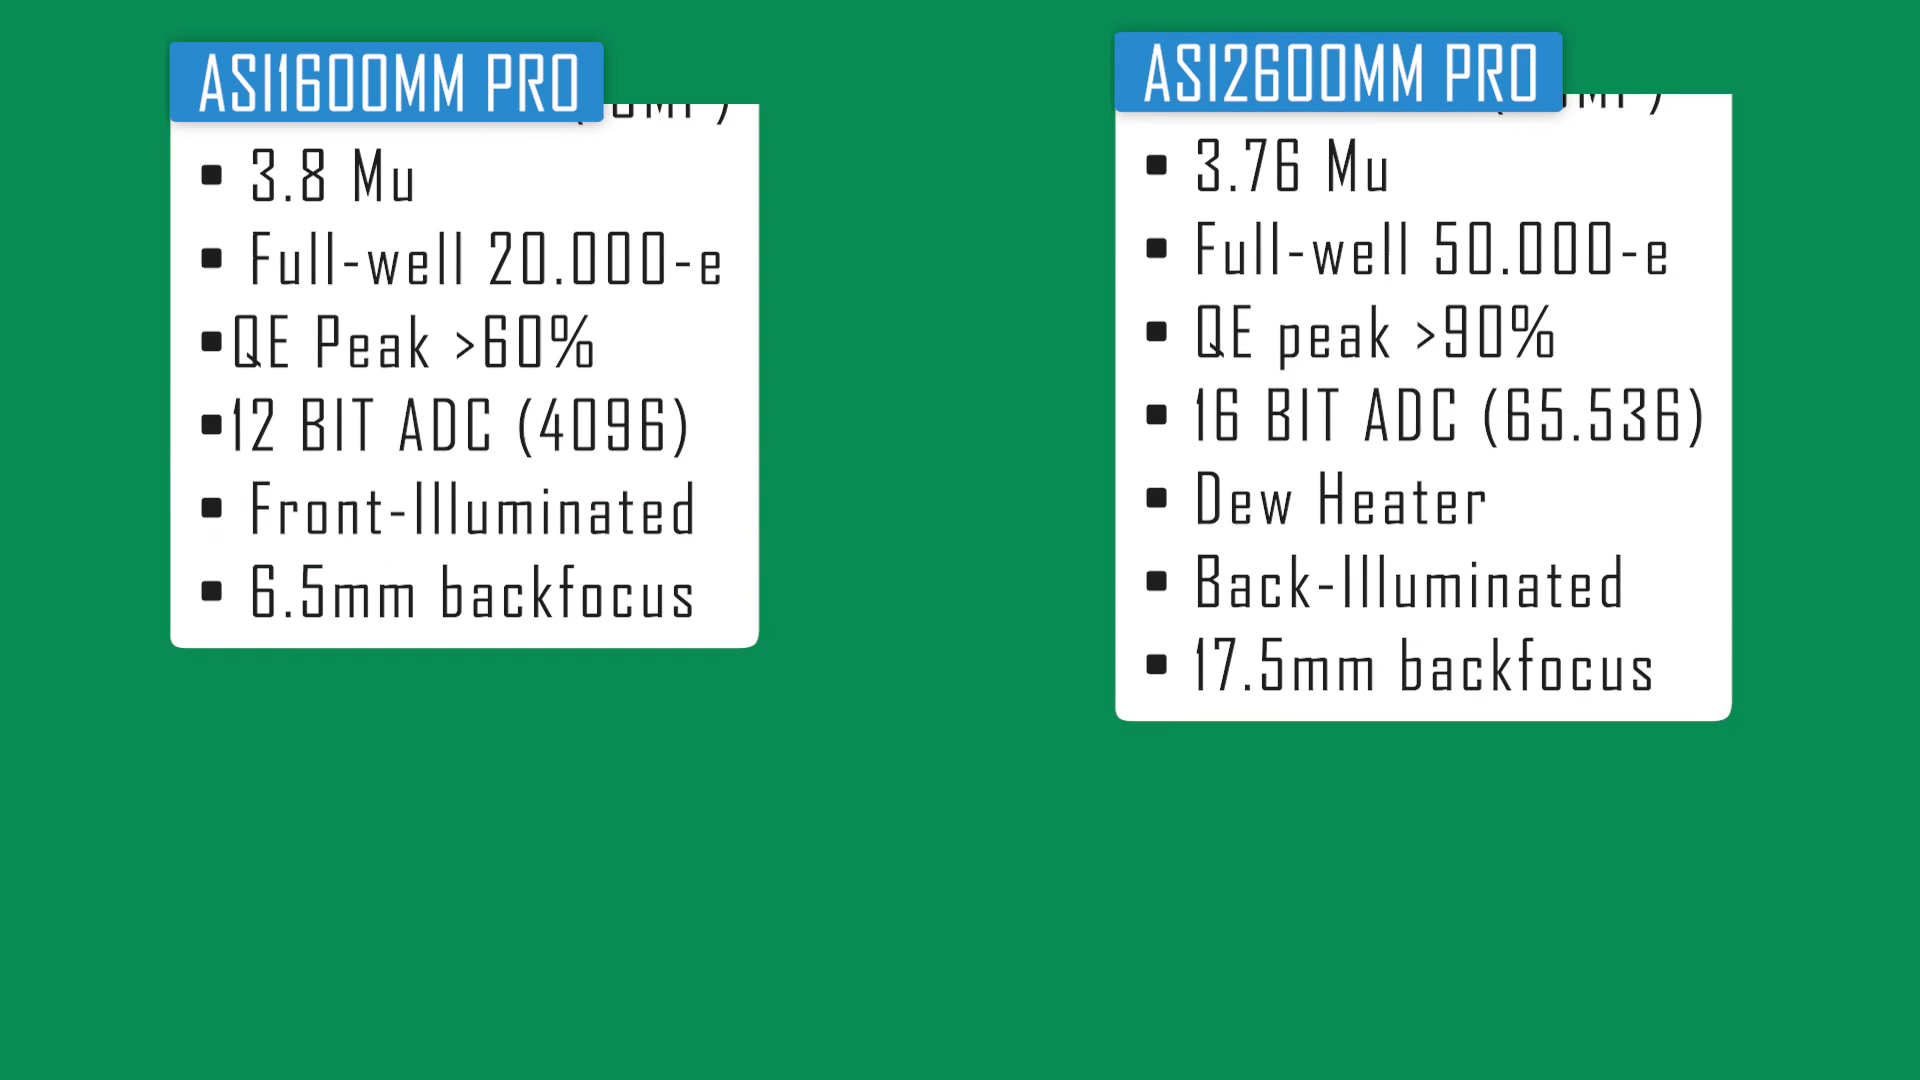 ASI1600MM PRO
3.8 Mu
Full-well 20.000-e
QE Peak >60%
12 BIT ADC (4096)
Front-Illuminated
6.5mm backfocus
ASI2600MM PRO
3.76 Mu
Full-well 50.000-e
QE peak >90%
16 BIT ADC (65.536)
Dew Heater
Back-Illuminated
17.5mm backfocus